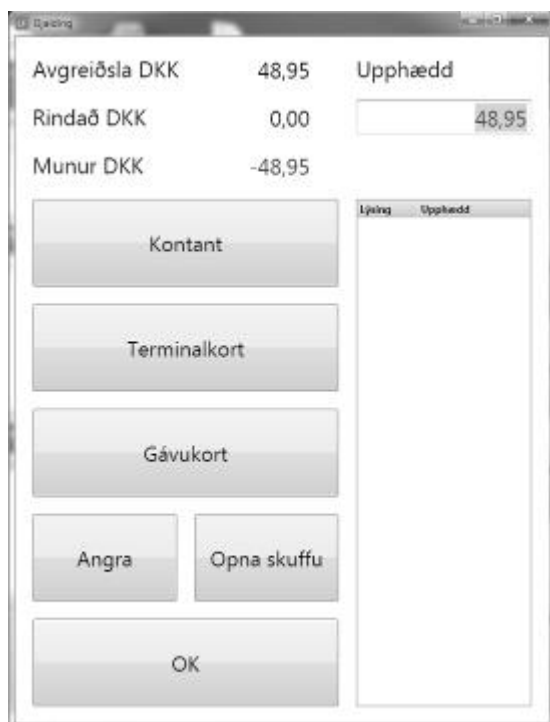 Gjalding
Avgreiðsla DKK 48,95 Upphædd
Rindað DKK 0,00 48,95
Munur DKK -48,95
Lýsing Upphædd
Kontant
Terminalkort
Gávukort
Angra Opna skuffu
OK